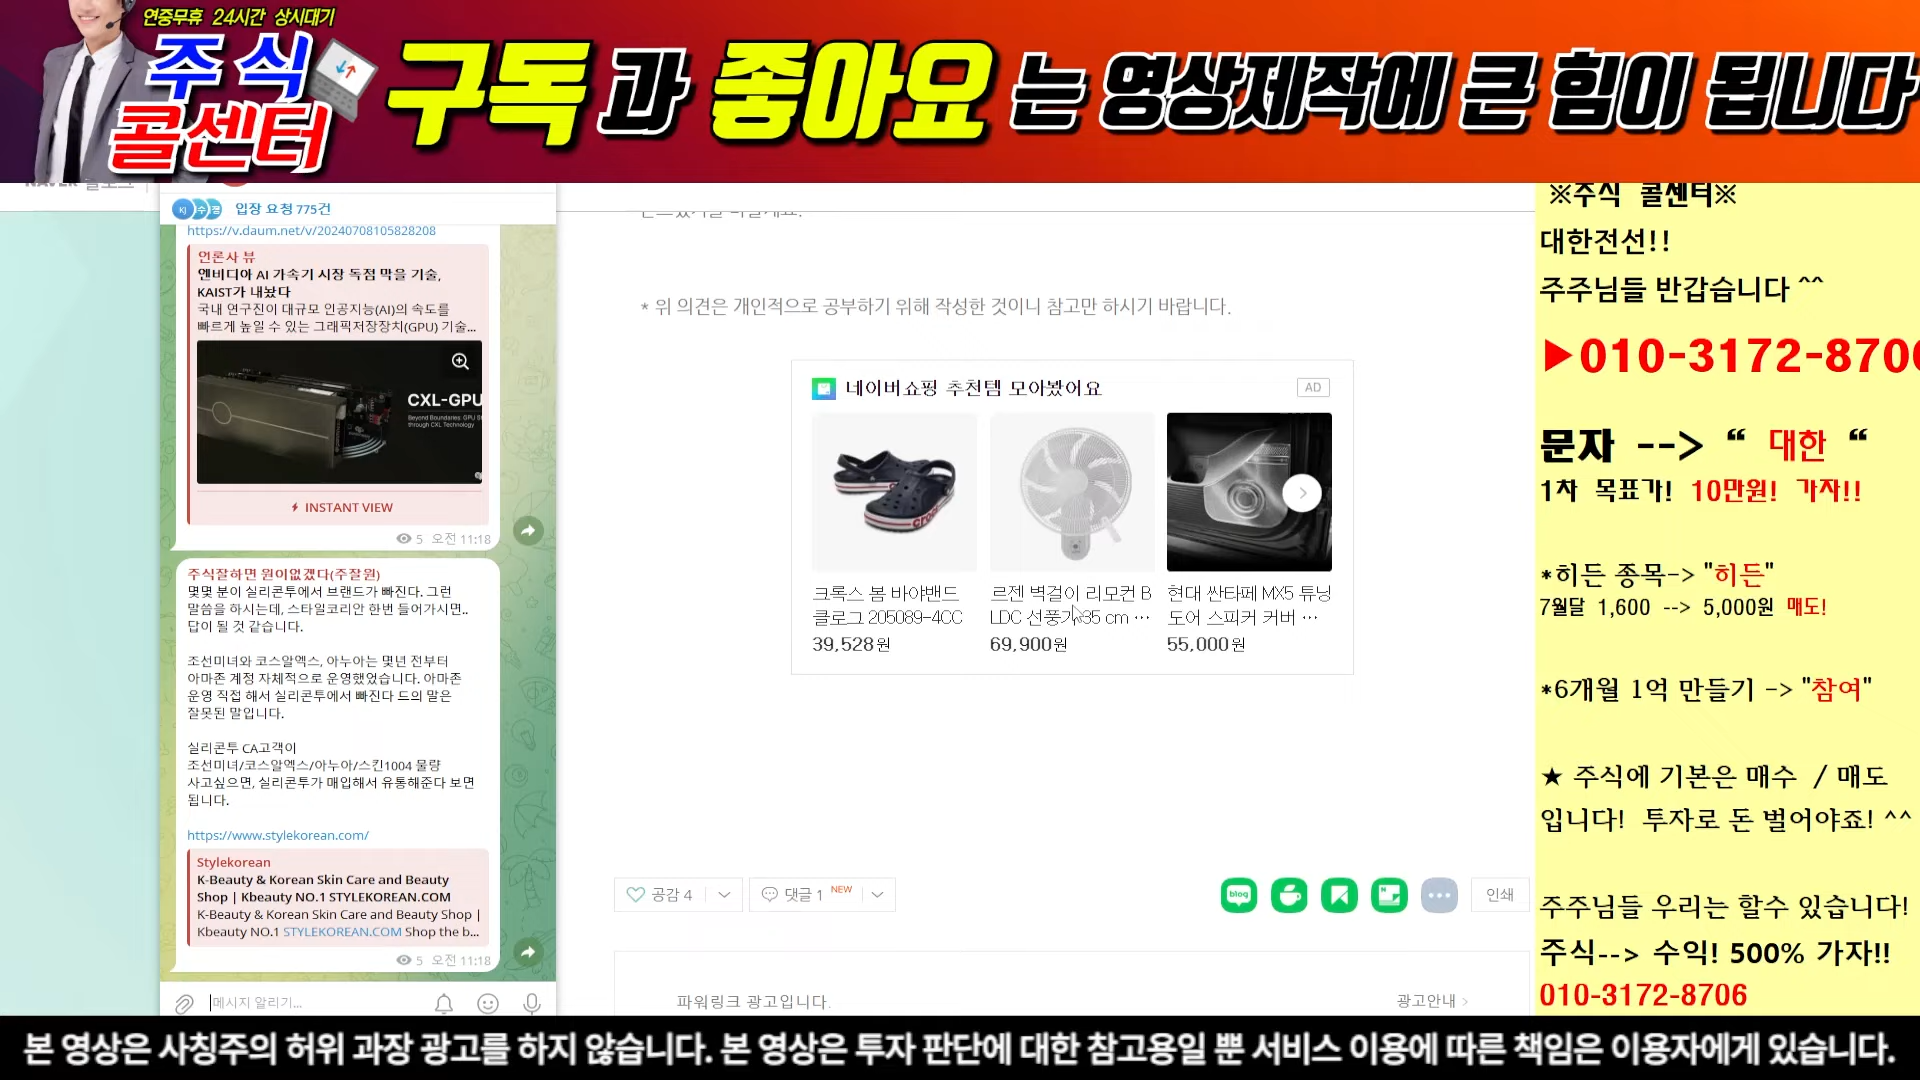 연중무휴 24시간 상시대기
주식
콜센터
구독과 좋아요는 영상제작에 큰 힘이 됩니다
입장 요청 775건
https://v.daum.net/v/20240708105828208
언론사 뷰
엔비디아 AI 가속기 시장 독점 막을 기술,
KAIST가 내놨다
국내 연구진이 대규모 인공지능(AI)의 속도를
빠르게 높일 수 있는 그래픽저장장치(GPU) 기술...
CXL-GPU
Beyond Boundaries: GPU
through CXL Technology
INSTANT VIEW
5 오전 11:18
주식잘하면 원이없겠다(주잘원)
몇몇 분이 실리콘투에서 브랜드가 빠진다. 그런
말씀을 하시는데, 스타일코리안 한번 들어가시면..
답이 될 것 같습니다.
조선미녀와 코스알엑스, 아누아는 몇년 전부터
아마존 계정 자체적으로 운영했었습니다. 아마존
운영 직접 해서 실리콘투에서 빠진다 드의 말은
잘못된 말입니다.
실리콘투 CA고객이
조선미녀/코스알엑스/아누아/스킨1004 물량
사고싶으면, 실리콘투가 매입해서 유통해준다 보면
됩니다.
https://www.stylekorean.com/
Stylekorean
K-Beauty & Korean Skin Care and Beauty
Shop | Kbeauty NO.1 STYLEKOREAN.COM
K-Beauty & Korean Skin Care and Beauty Shop |
Kbeauty NO.1 STYLEKOREAN.COM Shop the b...
5 오전 11:18
메시지 알리기...
* 위 의견은 개인적으로 공부하기 위해 작성한 것이니 참고만 하시기 바랍니다.
네이버쇼핑 추천템 모아봤어요
AD
크록스 봄 바야밴드
클로그 205089-4CC
39,528원
르젠 벽걸이 리모컨 B
LDC 선풍기 35 cm ···
69,900원
현대 싼타페 MX5 튜닝
도어 스피커 커버 ···
55,000원
공감 4
댓글 1 NEW
blog
인쇄
파워링크 광고입니다.
광고안내 >
※주식 콜센터※
대한전선!!
주주님들 반갑습니다 ^^
▶010-3172-8706
문자 --> “ 대한 “
1차 목표가! 10만원! 가자!!
*히든 종목-> "히든"
7월달 1,600 --> 5,000원 매도!
*6개월 1억 만들기 -> "참여"
★ 주식에 기본은 매수 / 매도
입니다! 투자로 돈 벌어야죠! ^^
주주님들 우리는 할수 있습니다!
주식--> 수익! 500% 가자!!
010-3172-8706
본 영상은 사칭주의 허위 과장 광고를 하지 않습니다. 본 영상은 투자 판단에 대한 참고용일 뿐 서비스 이용에 따른 책임은 이용자에게 있습니다.